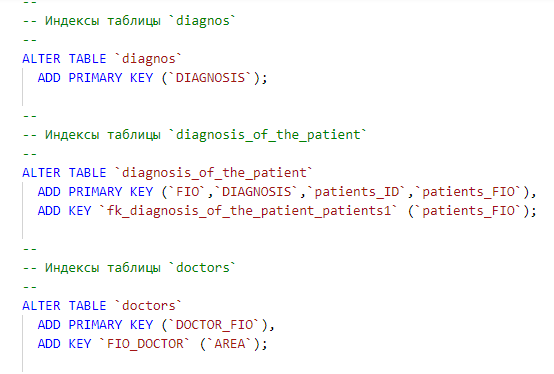 --
-- Индексы таблицы `diagnos`
--
ALTER TABLE `diagnos`
  ADD PRIMARY KEY (`DIAGNOSIS`);
--
-- Индексы таблицы `diagnosis_of_the_patient`
--
ALTER TABLE `diagnosis_of_the_patient`
  ADD PRIMARY KEY (`FIO`,`DIAGNOSIS`,`patients_ID`,`patients_FIO`),
  ADD KEY `fk_diagnosis_of_the_patient_patients1` (`patients_FIO`);
--
-- Индексы таблицы `doctors`
--
ALTER TABLE `doctors`
  ADD PRIMARY KEY (`DOCTOR_FIO`),
  ADD KEY `FIO_DOCTOR` (`AREA`);